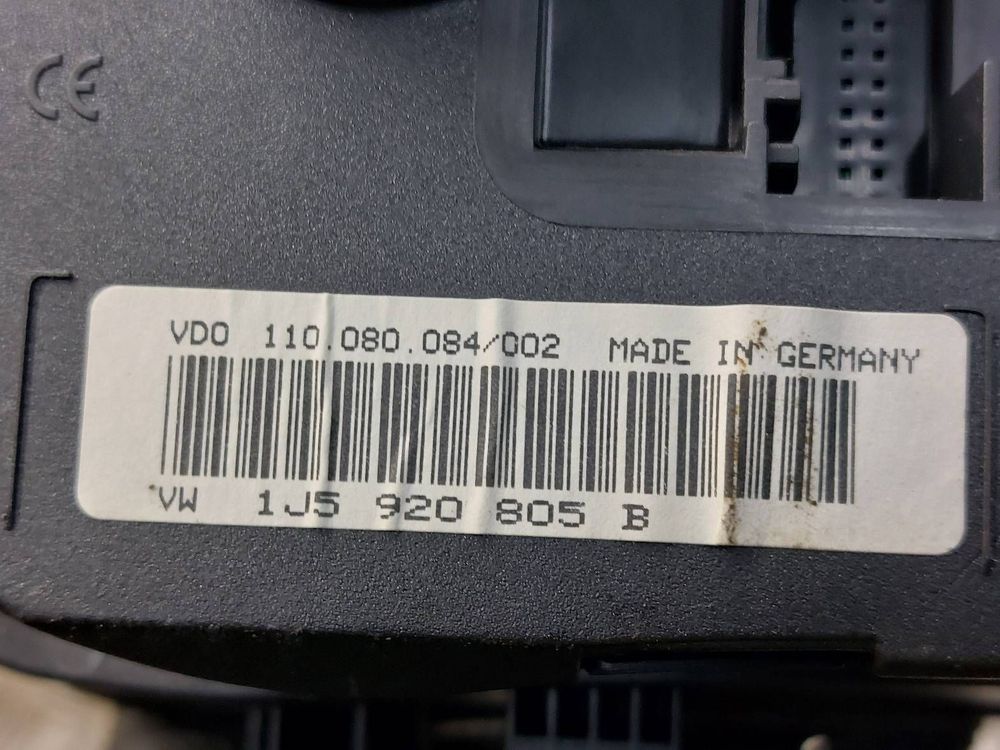 CE
VDO 110.080.084/002 MADE IN GERMANY
VW 1J5 920 805 B